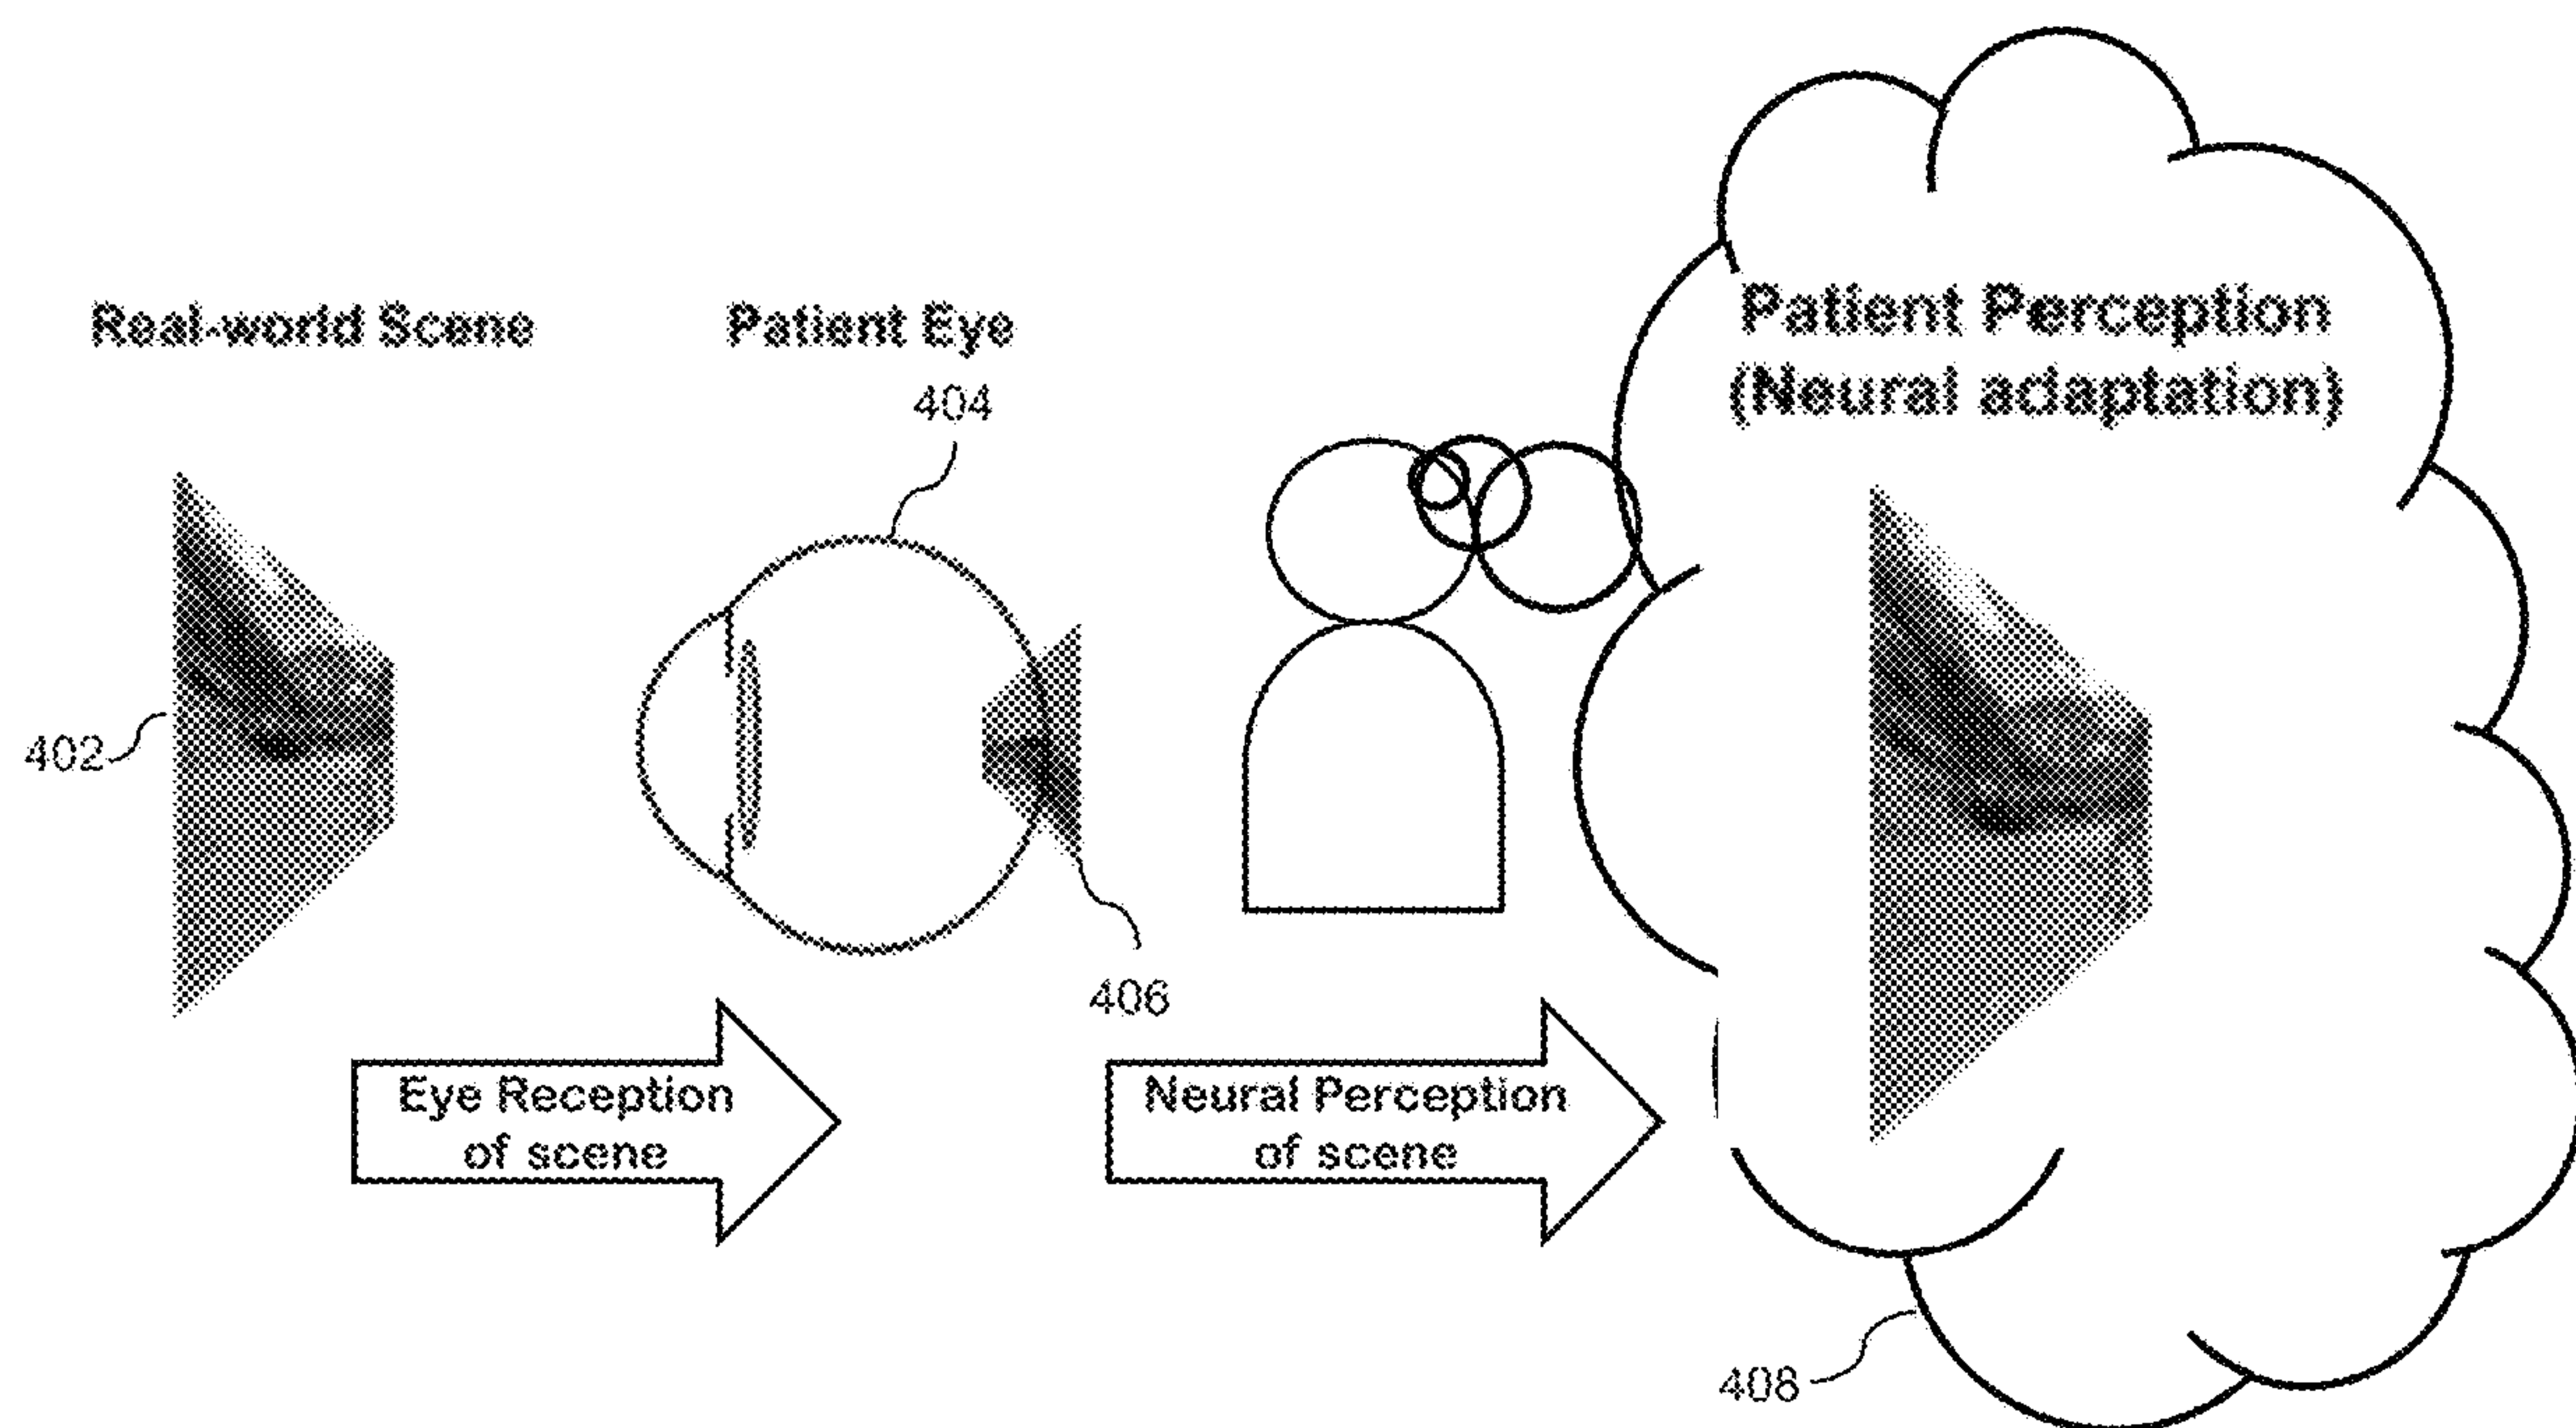 Real-world Scene
Patient Eye
404
Patient Perception
(Neural adaptation)
402
406
Eye Reception
of scene
Neural Perception
of scene
408